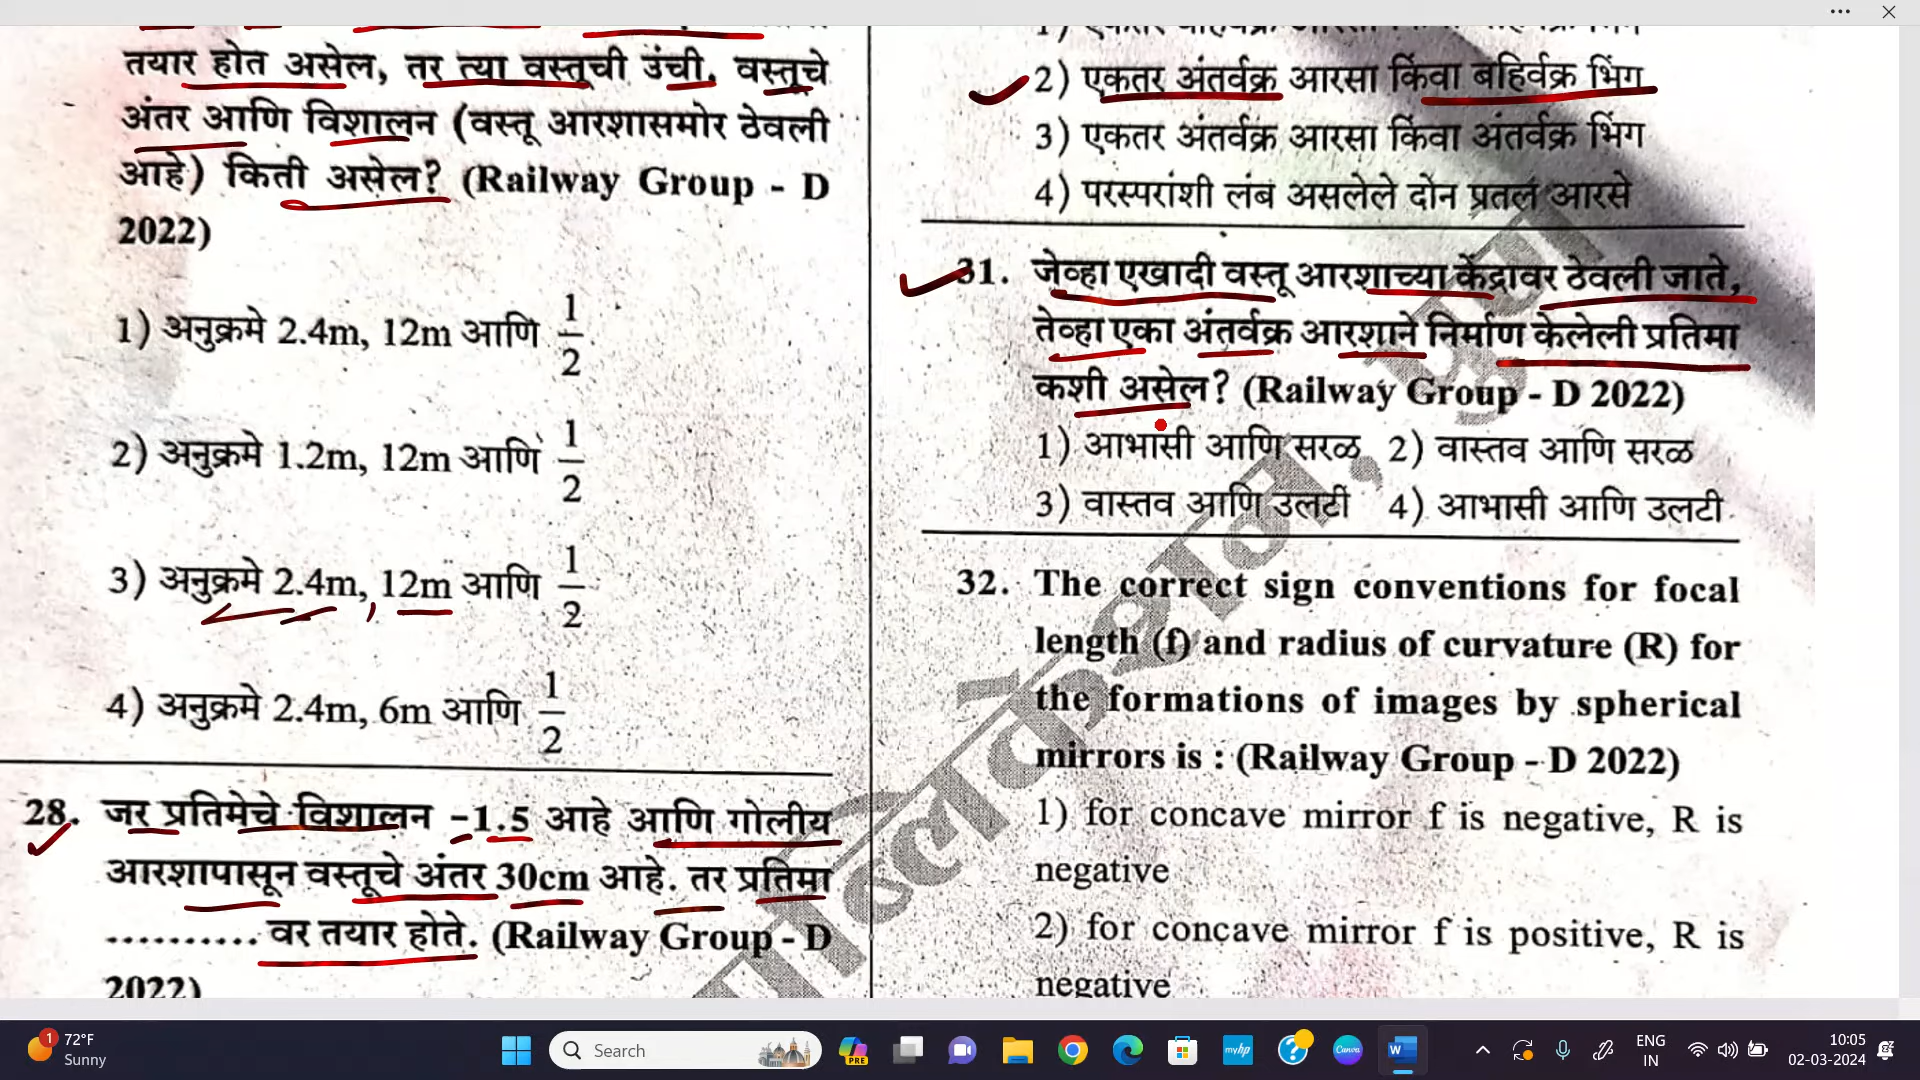 तयार होत असेल, तर त्या वस्तूची उंची, वस्तूचे
अंतर आणि विशालन (वस्तू आरशासमोर ठेवली
आहे) किती असेल? (Railway Group - D
2022)
1) अनुक्रमे 2.4m, 12m आणि 1/2
2) अनुक्रमे 1.2m, 12m आणि 1/2
3) अनुक्रमे 2.4m, 12m आणि 1/2
4) अनुक्रमे 2.4m, 6m आणि 1/2
28. जर प्रतिमेचे विशालन -1.5 आहे आणि गोलीय
आरशापासून वस्तूचे अंतर 30cm आहे. तर प्रतिमा
.......... वर तयार होते. (Railway Group - D
2022)
2) एकतर अंतर्वक्र आरसा किंवा बहिर्वक्र भिंग
3) एकतर अंतर्वक्र आरसा किंवा अंतर्वक्र भिंग
4) परस्परांशी लंब असलेले दोन प्रतल आरसे
31. जेव्हा एखादी वस्तू आरशाच्या केंद्रावर ठेवली जाते,
तेव्हा एका अंतर्वक्र आरशाने निर्माण केलेली प्रतिमा
कशी असेल? (Railway Group - D 2022)
1) आभासी आणि सरळ 2) वास्तव आणि सरळ
3) वास्तव आणि उलटी 4) आभासी आणि उलटी
32. The correct sign conventions for focal
length (f) and radius of curvature (R) for
the formations of images by spherical
mirrors is : (Railway Group - D 2022)
1) for concave mirror f is negative, R is
negative
2) for concave mirror f is positive, R is
negative
1
72°F
Sunny
Search
PRE
myhp
Canva
W
ENG
IN
10:05
02-03-2024